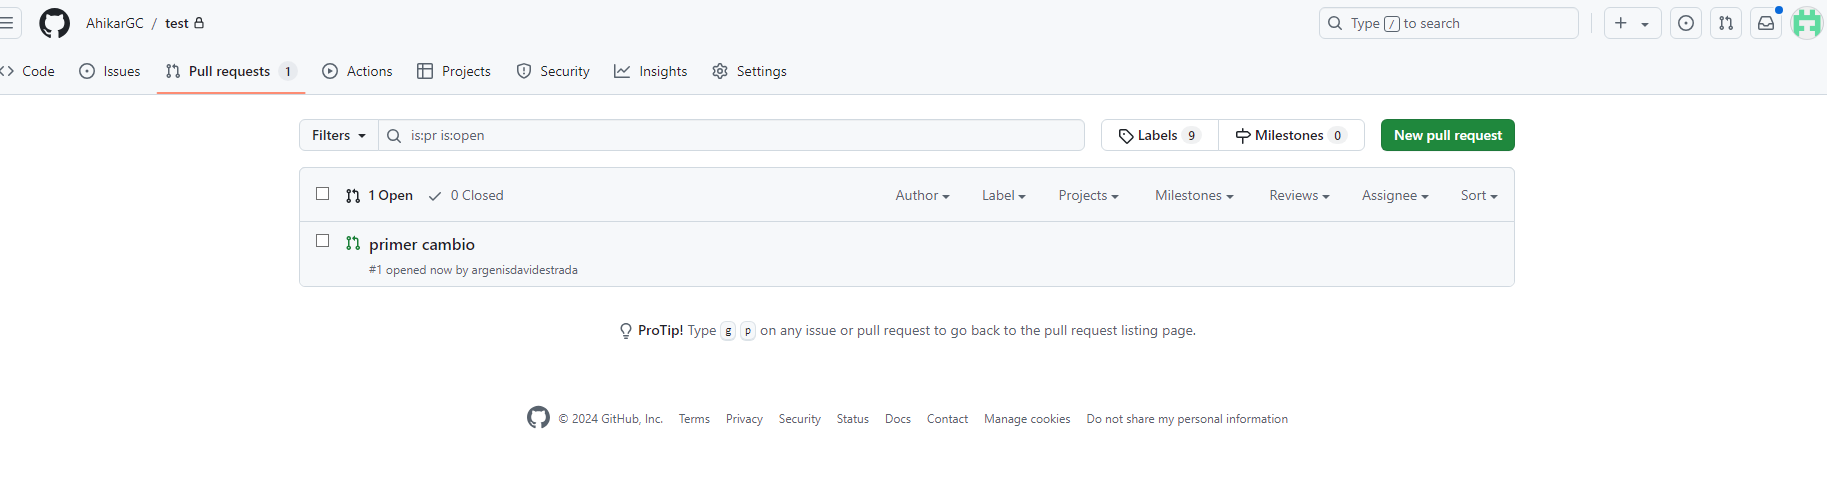 AhikarGC / test
Type / to search
Code Issues Pull requests 1 Actions Projects Security Insights Settings
Filters is:pr is:open Labels 9 Milestones 0 New pull request
1 Open 0 Closed Author Label Projects Milestones Reviews Assignee Sort
primer cambio
#1 opened now by argenisdavidestrada
ProTip! Type g p on any issue or pull request to go back to the pull request listing page.
© 2024 GitHub, Inc. Terms Privacy Security Status Docs Contact Manage cookies Do not share my personal information